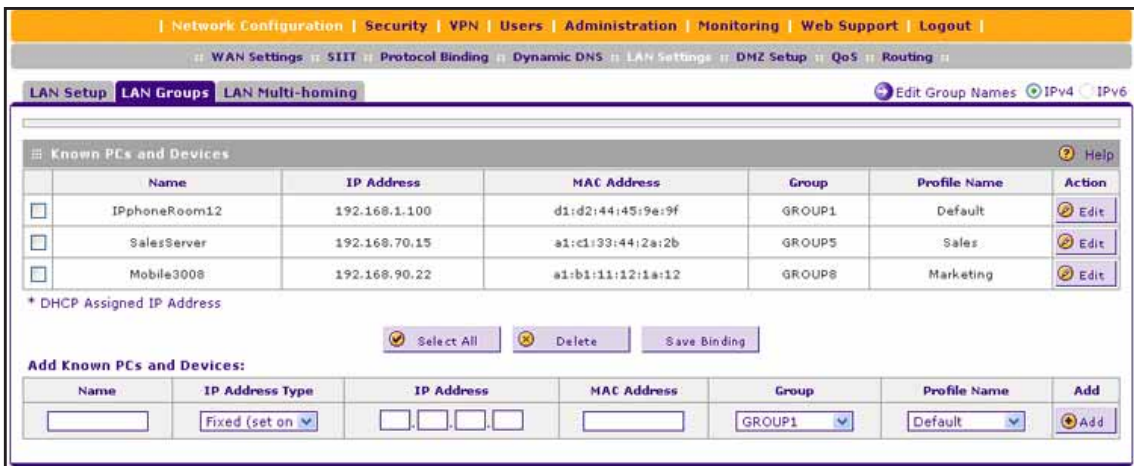 | Network Configuration | Security | VPN | Users | Administration | Monitoring | Web Support | Logout |
:: WAN Settings :: SIIT :: Protocol Binding :: Dynamic DNS :: LAN Settings :: DMZ Setup :: QoS :: Routing ::
LAN Setup LAN Groups LAN Multi-homing Edit Group Names IPv4 IPv6
Known PCs and Devices Help
Name IP Address MAC Address Group Profile Name Action
IPphoneRoom12 192.168.1.100 d1:d2:44:45:9e:9f GROUP1 Default Edit
SalesServer 192.168.70.15 a1:c1:33:44:2a:2b GROUP5 Sales Edit
Mobile3008 192.168.90.22 a1:b1:11:12:1a:12 GROUP8 Marketing Edit
* DHCP Assigned IP Address
Select All Delete Save Binding
Add Known PCs and Devices:
Name IP Address Type IP Address MAC Address Group Profile Name Add
Fixed (set on . . . GROUP1 Default Add